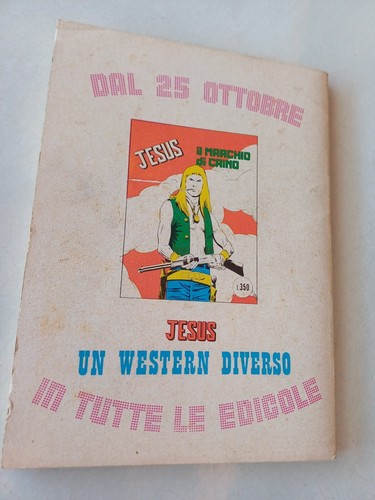 DAL 25 OTTOBRE
JESUS
il MARCHIO
di CAINO
L.350
JESUS
UN WESTERN DIVERSO
IN TUTTE LE EDICOLE